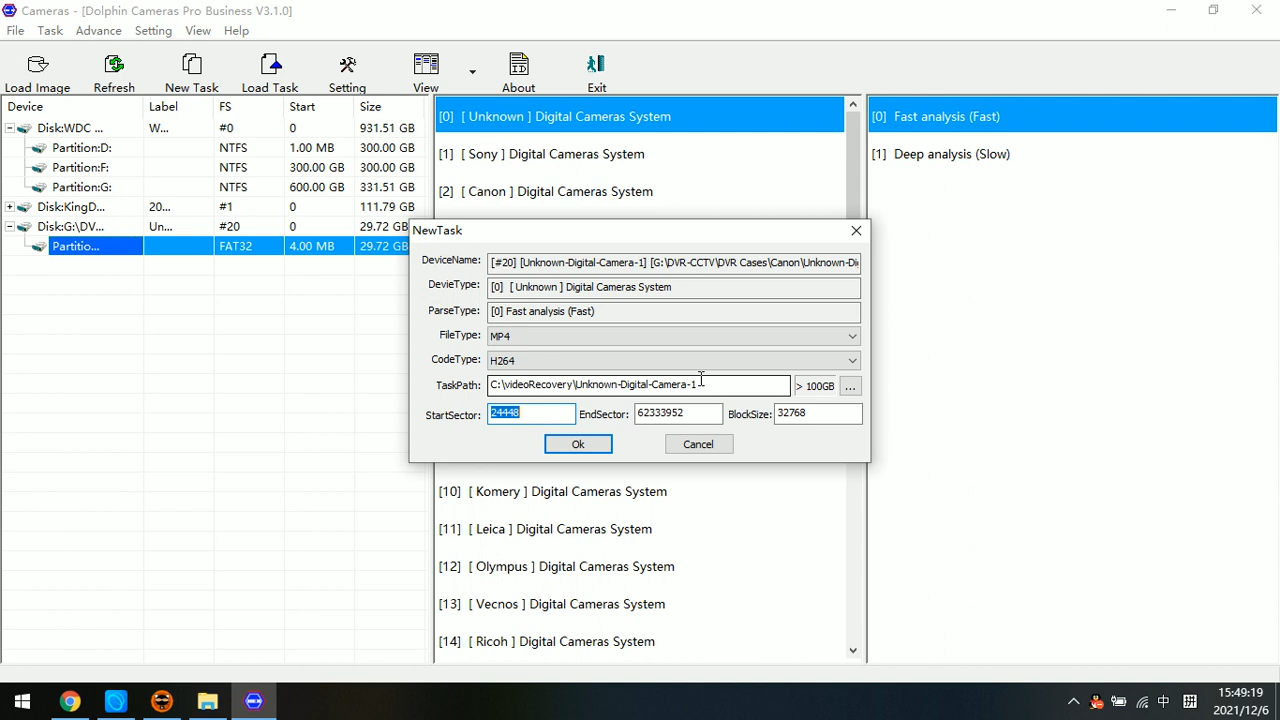 Cameras - [Dolphin Cameras Pro Business V3.1.0]
File Task Advance Setting View Help
Load Image Refresh New Task Load Task Setting View About Exit
Device Label FS Start Size
Disk:WDC ... W... #0 0 931.51 GB
Partition:D: NTFS 1.00 MB 300.00 GB
Partition:F: NTFS 300.00 GB 300.00 GB
Partition:G: NTFS 600.00 GB 331.51 GB
Disk:KingD... 20... #1 0 111.79 GB
Disk:G:\DV... Un... #20 0 29.72 GB
Partitio... FAT32 4.00 MB 29.72 GB
[0] [ Unknown ] Digital Cameras System
[1] [ Sony ] Digital Cameras System
[2] [ Canon ] Digital Cameras System
[0] Fast analysis (Fast)
[1] Deep analysis (Slow)
NewTask
DeviceName: [#20] [Unknown-Digital-Camera-1] [G:\DVR-CCTV\DVR Cases\Canon\Unknown-Di
DevieType: [0] [ Unknown ] Digital Cameras System
ParseType: [0] Fast analysis (Fast)
FileType: MP4
CodeType: H264
TaskPath: C:\videoRecovery\Unknown-Digital-Camera-1 > 100GB ...
StartSector: 24448 EndSector: 62333952 BlockSize: 32768
Ok Cancel
[10] [ Komery ] Digital Cameras System
[11] [ Leica ] Digital Cameras System
[12] [ Olympus ] Digital Cameras System
[13] [ Vecnos ] Digital Cameras System
[14] [ Ricoh ] Digital Cameras System
中 拼 15:49:19
2021/12/6